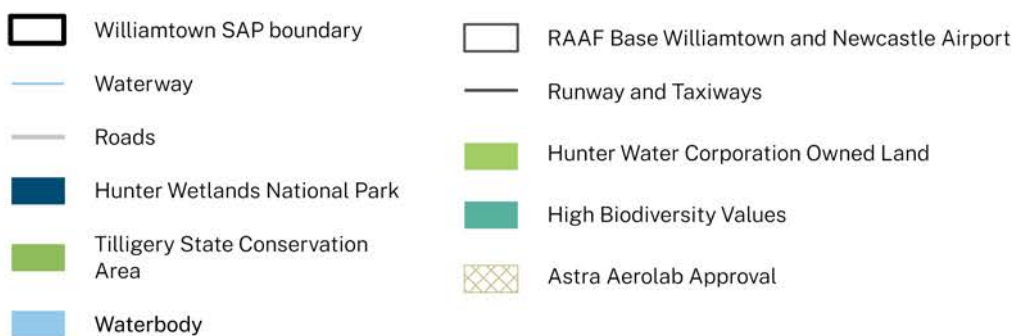 Williamtown SAP boundary
Waterway
Roads
Hunter Wetlands National Park
Tilligery State Conservation
Area
Waterbody
RAAF Base Williamtown and Newcastle Airport
Runway and Taxiways
Hunter Water Corporation Owned Land
High Biodiversity Values
Astra Aerolab Approval